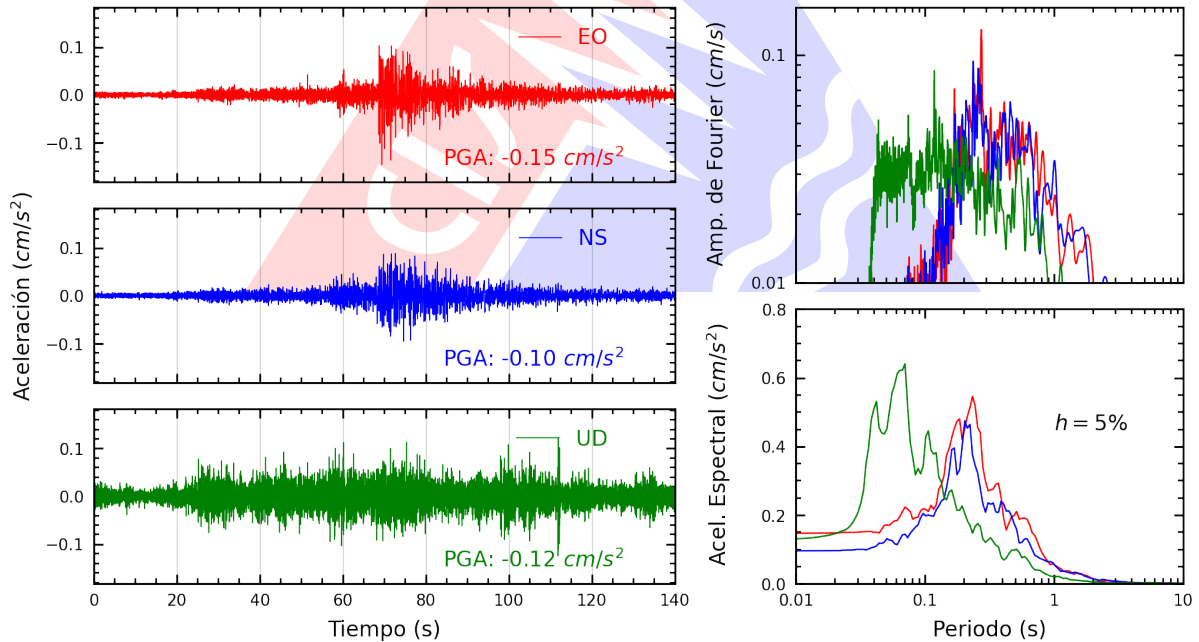 Aceleración (cm/s²)
0.1
0.0
−0.1
EO
PGA: -0.15 cm/s²
0.1
0.0
−0.1
NS
PGA: -0.10 cm/s²
0.1
0.0
−0.1
UD
PGA: -0.12 cm/s²
0 20 40 60 80 100 120 140
Tiempo (s)
Amp. de Fourier (cm/s)
0.1
0.01
Acel. Espectral (cm/s²)
0.8
0.6
0.4
0.2
0.0
h = 5%
0.01 0.1 1 10
Periodo (s)